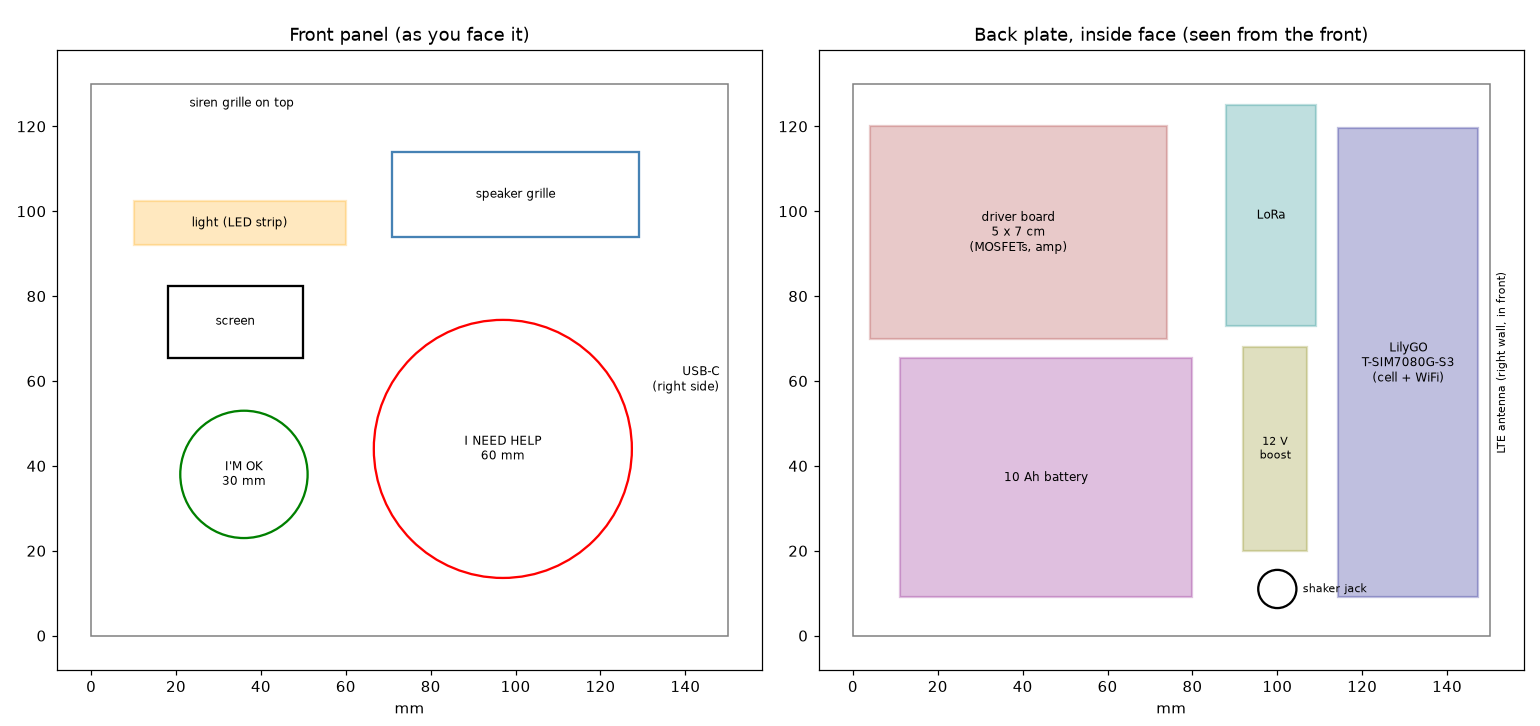 Front panel (as you face it)
siren grille on top
speaker grille
light (LED strip)
screen
USB-C
(right side)
I NEED HELP
60 mm
I'M OK
30 mm
120
100
80
60
40
20
0
0 20 40 60 80 100 120 140
mm
Back plate, inside face (seen from the front)
driver board
5 x 7 cm
(MOSFETs, amp)
LoRa
LilyGO
T-SIM7080G-S3
(cell + WiFi)
LTE antenna (right wall, in front)
12 V
boost
10 Ah battery
shaker jack
120
100
80
60
40
20
0
0 20 40 60 80 100 120 140
mm